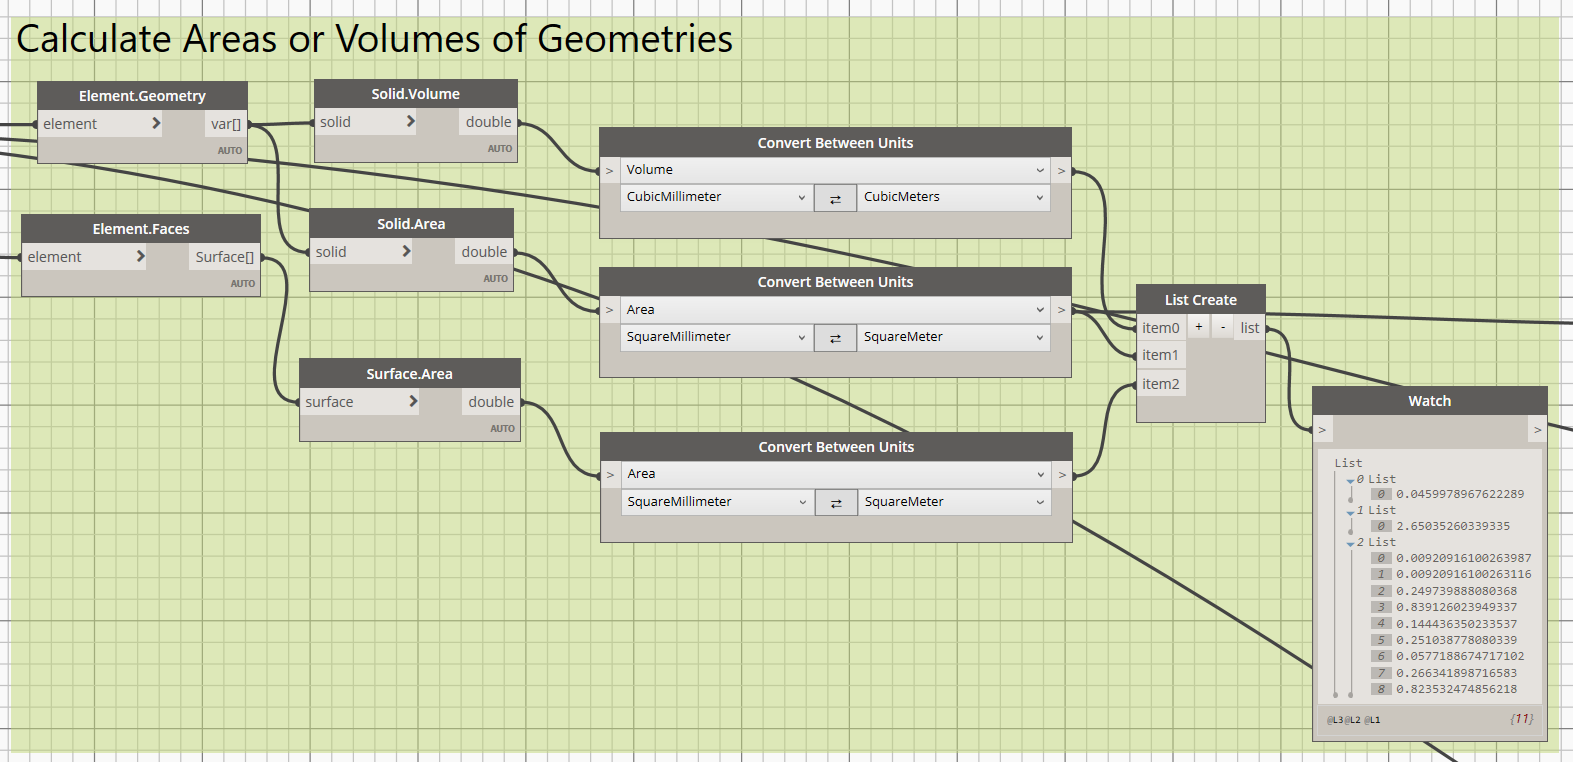 Calculate Areas or Volumes of Geometries
Element.Geometry
element > var[]
AUTO
Solid.Volume
solid > double
AUTO
Element.Faces
element > Surface[]
AUTO
Solid.Area
solid > double
AUTO
Surface.Area
surface > double
AUTO
Convert Between Units
> Volume >
CubicMillimeter ⇄ CubicMeters
Convert Between Units
> Area >
SquareMillimeter ⇄ SquareMeter
Convert Between Units
> Area >
SquareMillimeter ⇄ SquareMeter
List Create
item0 + - list
item1
item2
Watch
> >
List
0 List
0 0.0459978967622289
1 List
0 2.65035260339335
2 List
0 0.00920916100263987
1 0.00920916100263116
2 0.249739888080368
3 0.839126023949337
4 0.144436350233537
5 0.251038778080339
6 0.0577188674717102
7 0.266341898716583
8 0.823532474856218
@L3 @L2 @L1 {11}